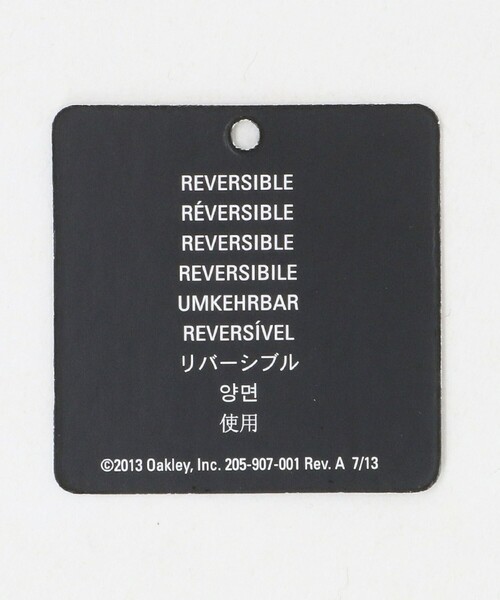 REVERSIBLE
RÉVERSIBLE
REVERSIBLE
REVERSIBILE
UMKEHRBAR
REVERSÍVEL
リバーシブル
양면
使用
©2013 Oakley, Inc. 205-907-001 Rev. A 7/13